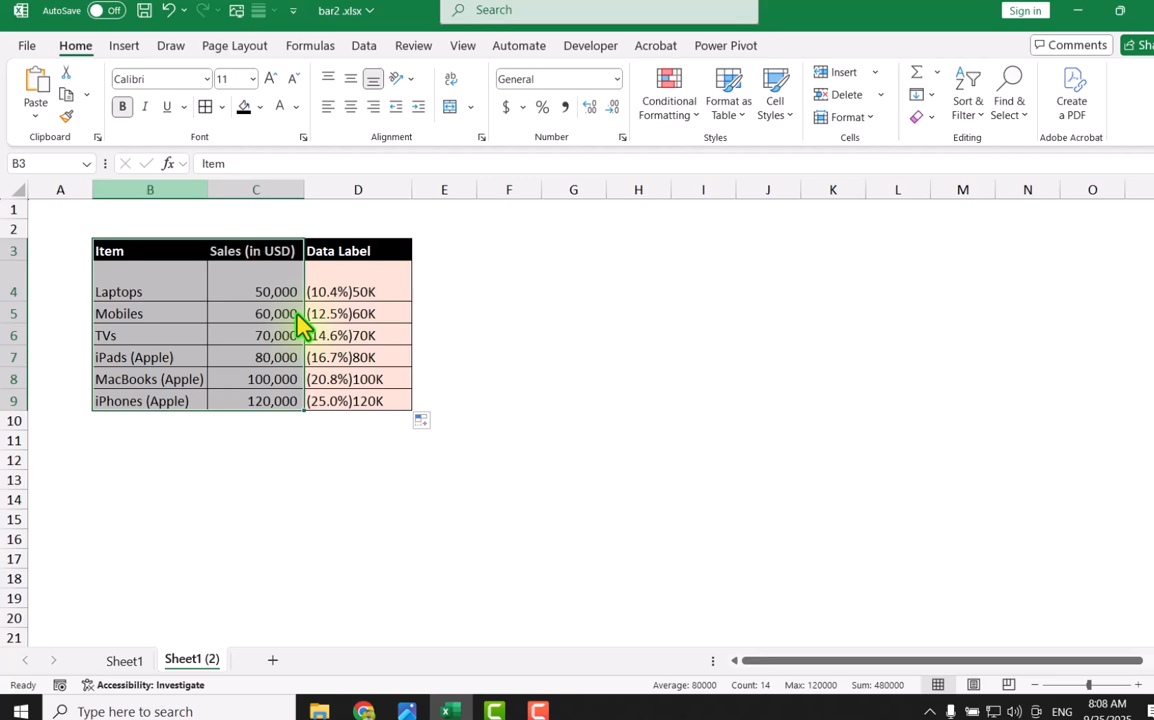 AutoSave Off bar2 .xlsx Search Sign in
File Home Insert Draw Page Layout Formulas Data Review View Automate Developer Acrobat Power Pivot Comments Sha
Paste Calibri 11 General Conditional Formatting Format as Table Cell Styles Insert Delete Format Sort & Filter Find & Select Create a PDF
Clipboard Font Alignment Number Styles Cells Editing Adobe Acrobat
B3 fx Item
A B C D E F G H I J K L M N O
1
2
3 Item Sales (in USD) Data Label
4 Laptops 50,000 (10.4%)50K
5 Mobiles 60,000 (12.5%)60K
6 TVs 70,000 (14.6%)70K
7 iPads (Apple) 80,000 (16.7%)80K
8 MacBooks (Apple) 100,000 (20.8%)100K
9 iPhones (Apple) 120,000 (25.0%)120K
10
11
12
13
14
15
16
17
18
19
20
21
Sheet1 Sheet1 (2)
Ready Accessibility: Investigate Average: 80000 Count: 14 Max: 120000 Sum: 480000
Type here to search ENG 8:08 AM
9/25/2025